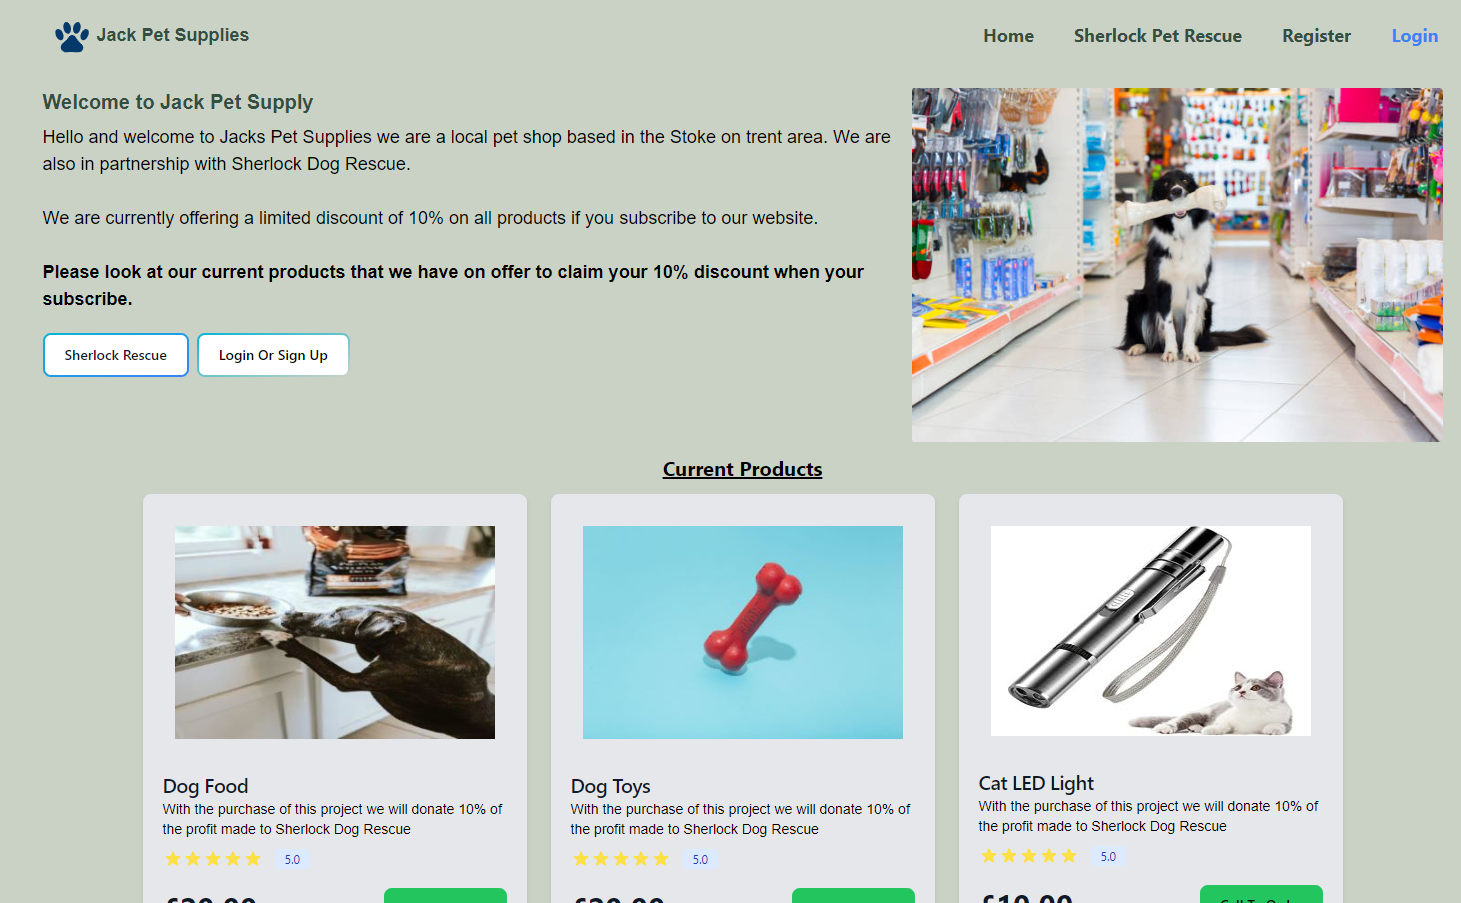 Jack Pet Supplies
Home
Sherlock Pet Rescue
Register
Login
Welcome to Jack Pet Supply
Hello and welcome to Jacks Pet Supplies we are a local pet shop based in the Stoke on trent area. We are
also in partnership with Sherlock Dog Rescue.
We are currently offering a limited discount of 10% on all products if you subscribe to our website.
Please look at our current products that we have on offer to claim your 10% discount when your
subscribe.
Sherlock Rescue
Login Or Sign Up
Current Products
Dog Food
With the purchase of this project we will donate 10% of
the profit made to Sherlock Dog Rescue
5.0
Dog Toys
With the purchase of this project we will donate 10% of
the profit made to Sherlock Dog Rescue
5.0
Cat LED Light
With the purchase of this project we will donate 10% of
the profit made to Sherlock Dog Rescue
5.0